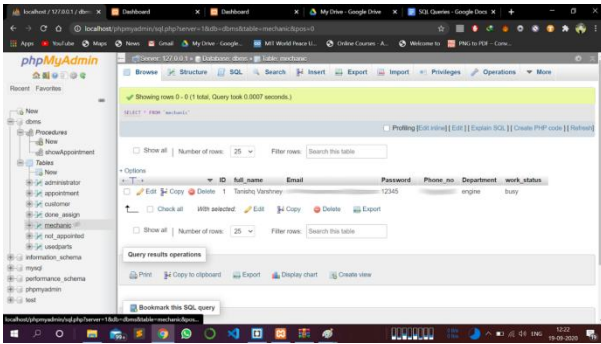 localhost / 127.0.0.1 / dbms
Dashboard
Dashboard
My Drive - Google Drive
SQL Queries - Google Docs
localhost/phpmyadmin/sql.php?server=1&db=dbms&table=mechanic&pos=0
Apps YouTube Maps News Gmail My Drive - Google... MIT World Peace U... Online Courses - A... Welcome to PNG to PDF - Conv...
phpMyAdmin
Recent Favorites
New
dbms
Procedures
New
showAppointment
Tables
New
administrator
appointment
customer
done_assign
mechanic
not_appointed
usedparts
information_schema
mysql
performance_schema
phpmyadmin
test
Server: 127.0.0.1 » Database: dbms » Table: mechanic
Browse Structure SQL Search Insert Export Import Privileges Operations More
Showing rows 0 - 0 (1 total, Query took 0.0007 seconds.)
SELECT * FROM `mechanic`
Profiling [Edit inline] [ Edit ] [ Explain SQL ] [ Create PHP code ] [ Refresh]
Show all | Number of rows: 25 Filter rows: Search this table
+ Options
ID full_name Email Password Phone_no Department work_status
Edit Copy Delete 1 Tanishq Varshney 12345 engine busy
Check all With selected: Edit Copy Delete Export
Show all | Number of rows: 25 Filter rows: Search this table
Query results operations
Print Copy to clipboard Export Display chart Create view
Bookmark this SQL query
localhost/phpmyadmin/sql.php?server=1&db=dbms&table=mechanic&pos...
ENG
12:22
19-09-2020